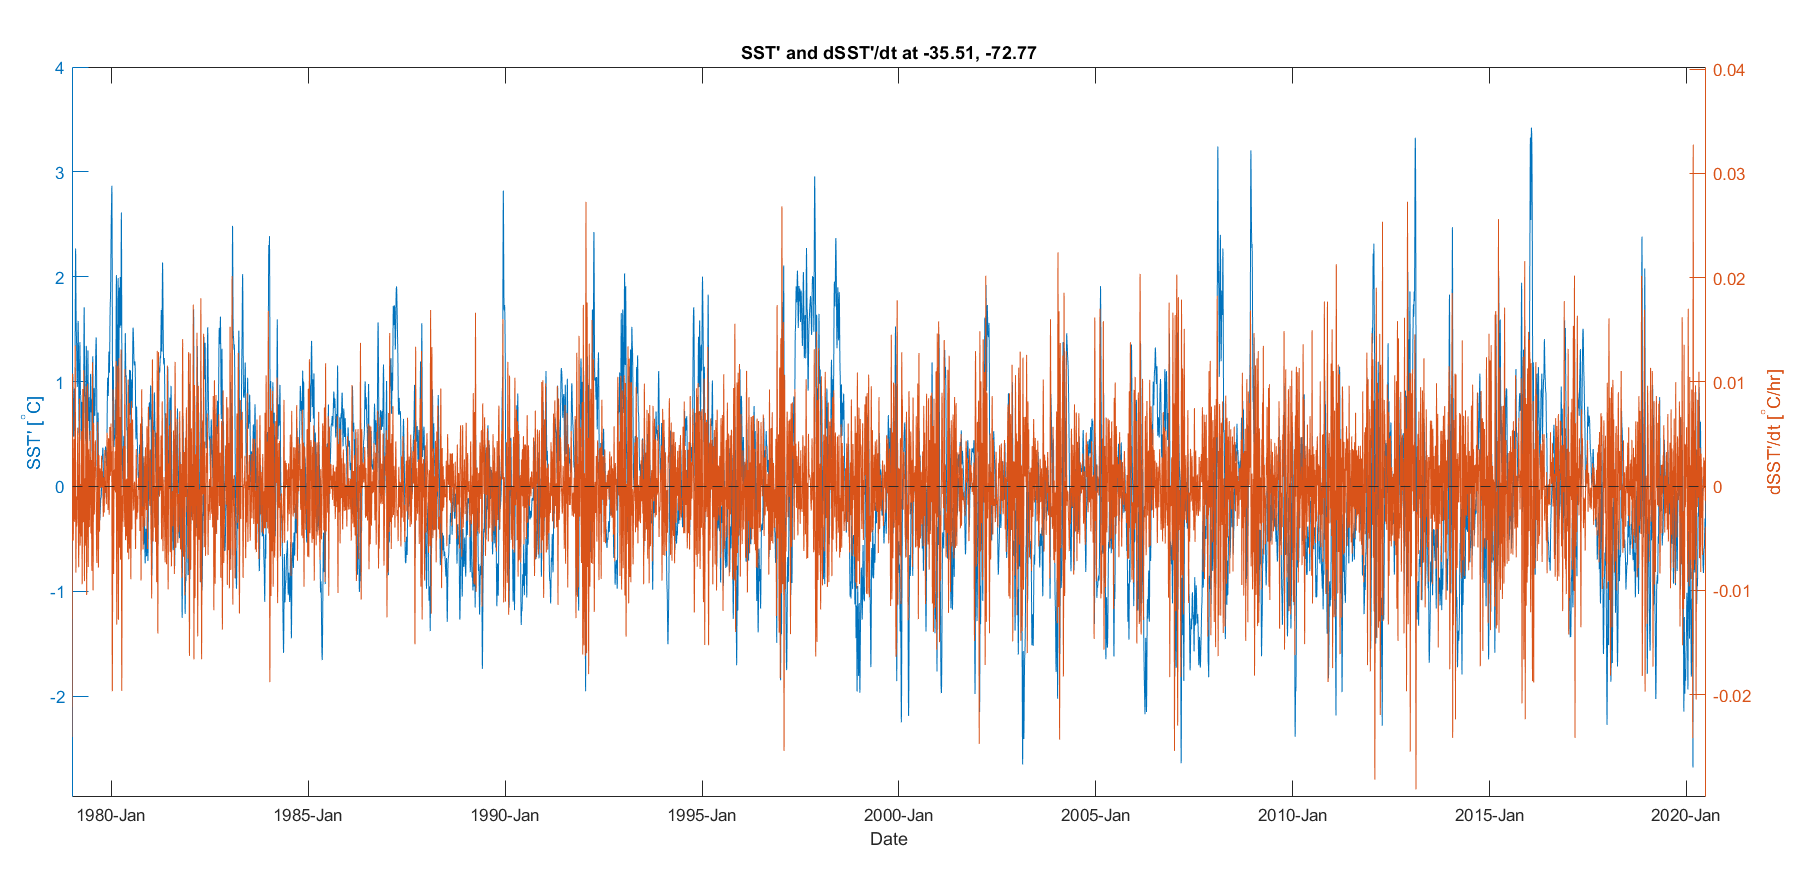 SST' and dSST'/dt at -35.51, -72.77
4
3
2
1
0
-1
-2
SST' [°C]
0.04
0.03
0.02
0.01
0
-0.01
-0.02
dSST'/dt [°C/hr]
1980-Jan 1985-Jan 1990-Jan 1995-Jan 2000-Jan 2005-Jan 2010-Jan 2015-Jan 2020-Jan
Date